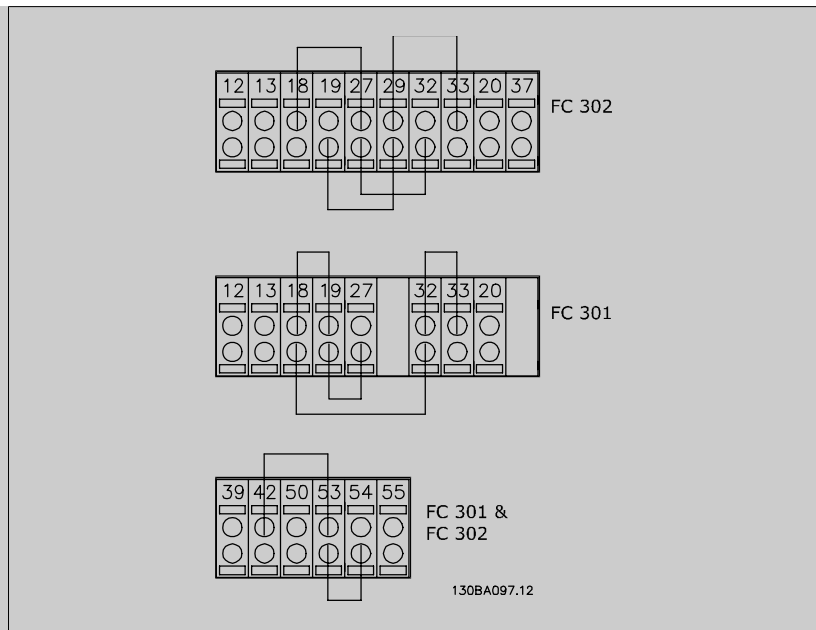 12 13 18 19 27 29 32 33 20 37
FC 302
12 13 18 19 27 32 33 20
FC 301
39 42 50 53 54 55
FC 301 &
FC 302
130BA097.12